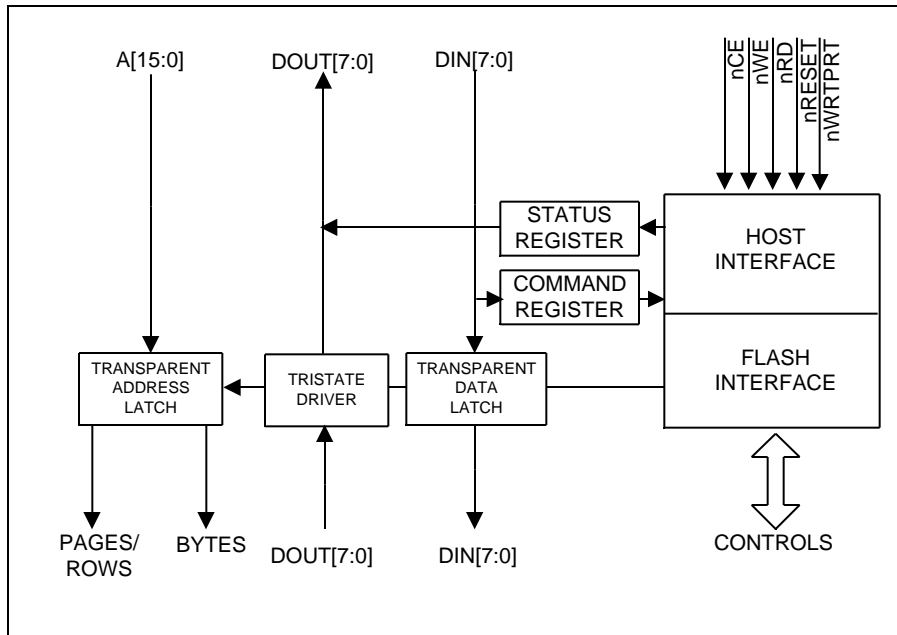 A[15:0]
DOUT[7:0]
DIN[7:0]
nCE
nWE
nRD
nRESET
nWRTPRT
STATUS
REGISTER
HOST
INTERFACE
COMMAND
REGISTER
TRANSPARENT
ADDRESS
LATCH
TRISTATE
DRIVER
TRANSPARENT
DATA
LATCH
FLASH
INTERFACE
PAGES/
ROWS
BYTES
DOUT[7:0]
DIN[7:0]
CONTROLS